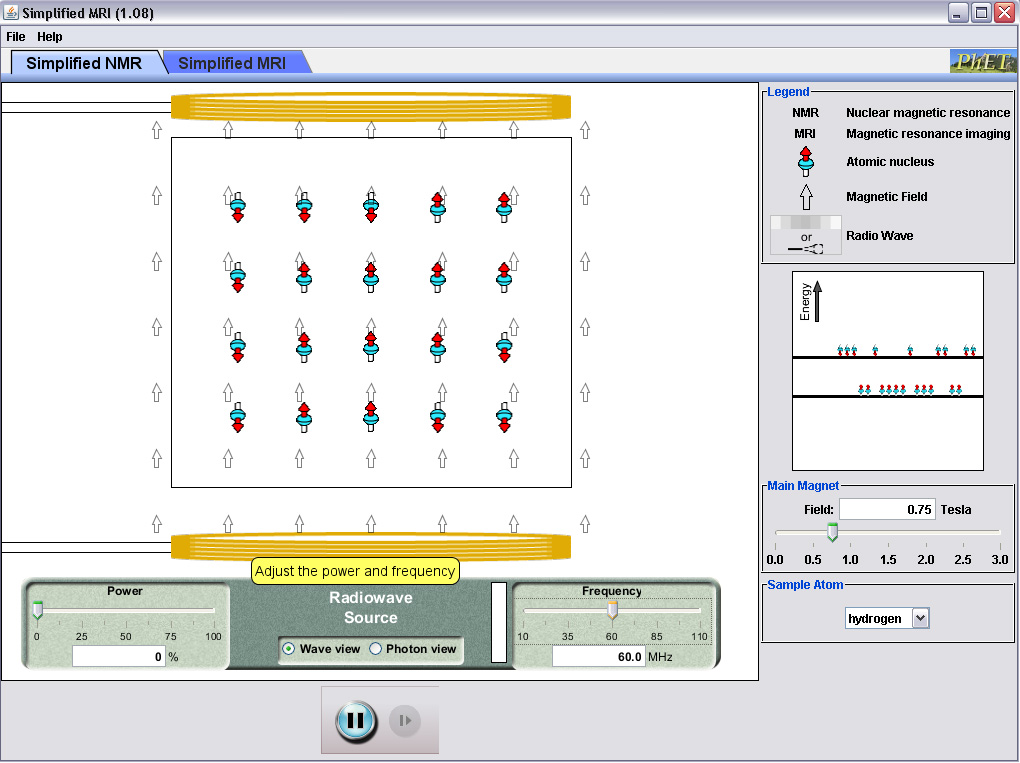 Simplified MRI (1.08)
File Help
Simplified NMR Simplified MRI
PhET
Legend
NMR Nuclear magnetic resonance
MRI Magnetic resonance imaging
Atomic nucleus
Magnetic Field
or Radio Wave
Energy
Main Magnet
Field: 0.75 Tesla
0.0 0.5 1.0 1.5 2.0 2.5 3.0
Sample Atom
hydrogen
Adjust the power and frequency
Power
0 25 50 75 100
0 %
Radiowave
Source
Wave view Photon view
Frequency
10 35 60 85 110
60.0 MHz